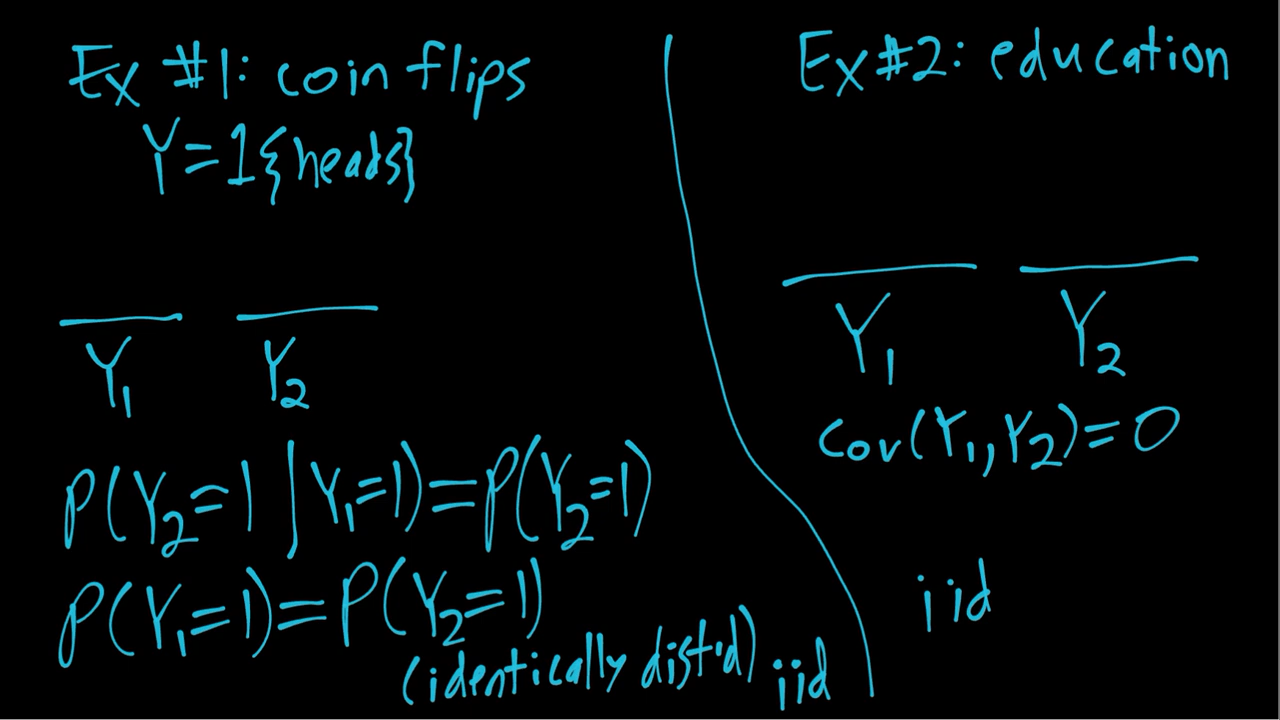 Ex #1: coin flips
Y=1{heads}
Y₁ Y₂
P(Y₂=1 | Y₁=1)=P(Y₂=1)
P(Y₁=1)=P(Y₂=1)
(identically dist'd) iid
Ex #2: education
Y₁ Y₂
Cov(Y₁,Y₂)=0
iid